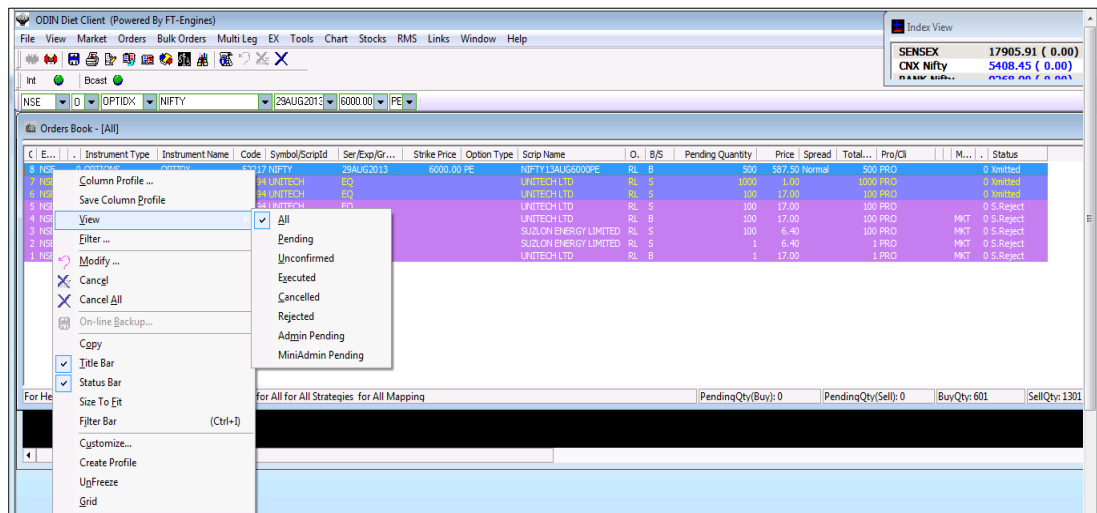 ODIN Diet Client (Powered By FT-Engines)
File View Market Orders Bulk Orders Multi Leg EX Tools Chart Stocks RMS Links Window Help
Index View
SENSEX 17905.91 ( 0.00)
CNX Nifty 5408.45 ( 0.00)
Int Bcast
NSE O OPTIDX NIFTY 29AUG2013 6000.00 PE
Orders Book - [All]
E... . Instrument Type Instrument Name Code Symbol/ScripId Ser/Exp/Gr... Strike Price Option Type Scrip Name O. B/S Pending Quantity Price Spread Total... Pro/Cli M... . Status
8 NSE NIFTY 29AUG2013 6000.00 PE NIFTY13AUG6000PE RL B 500 587.50 Normal 500 PRO 0 Xmitted
7 NSE 94 UNITECH EQ UNITECH LTD RL S 1000 1.00 1000 PRO 0 Xmitted
6 NSE 94 UNITECH EQ UNITECH LTD RL S 100 17.00 100 PRO 0 Xmitted
5 NSE 94 UNITECH EQ UNITECH LTD RL S 100 17.00 100 PRO 0 S.Reject
4 NSE UNITECH LTD RL B 100 17.00 100 PRO MKT 0 S.Reject
3 NSE SUZLON ENERGY LIMITED RL S 100 6.40 100 PRO MKT 0 S.Reject
2 NSE SUZLON ENERGY LIMITED RL S 1 6.40 1 PRO MKT 0 S.Reject
1 NSE UNITECH LTD RL B 1 17.00 1 PRO MKT 0 S.Reject
Column Profile ...
Save Column Profile
View
Filter ...
Modify ...
Cancel
Cancel All
On-line Backup...
Copy
Title Bar
Status Bar
Size To Fit
Filter Bar (Ctrl+I)
Customize...
Create Profile
UnFreeze
Grid
All
Pending
Unconfirmed
Executed
Cancelled
Rejected
Admin Pending
MiniAdmin Pending
For He for All for All Strategies for All Mapping PendingQty(Buy): 0 PendingQty(Sell): 0 BuyQty: 601 SellQty: 1301